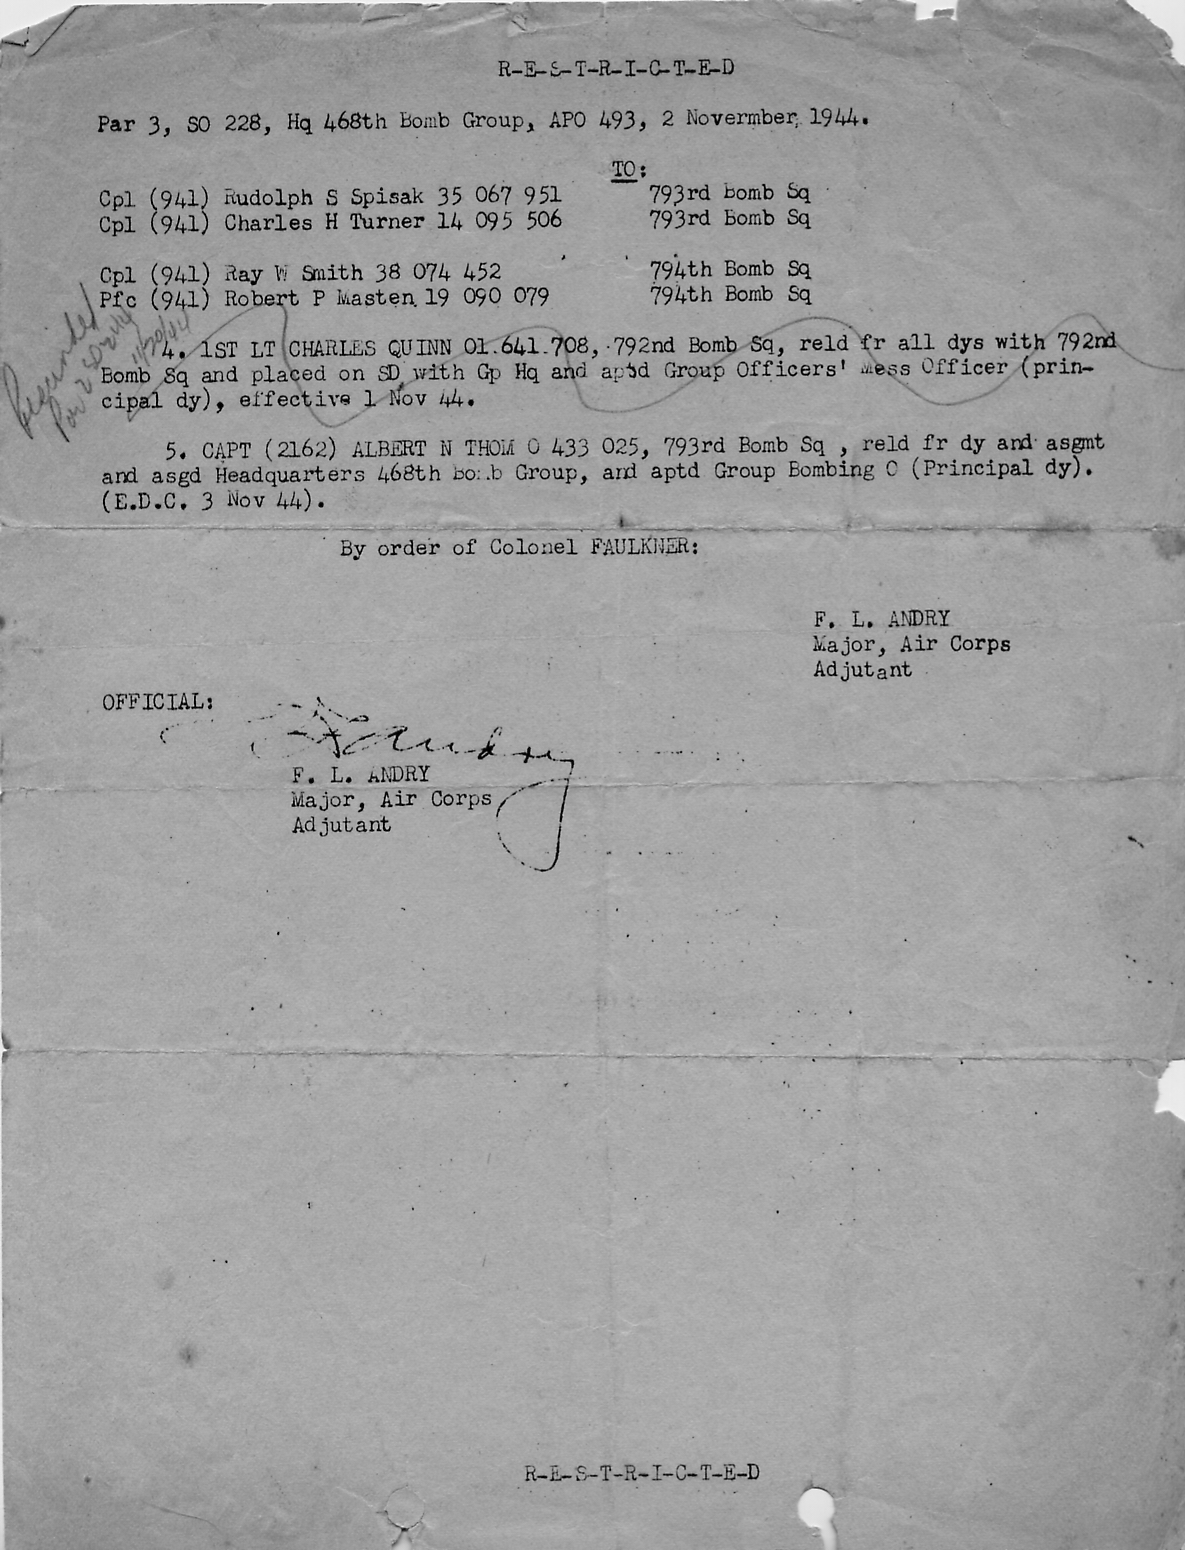 R-E-S-T-R-I-C-T-E-D
Par 3, SO 228, Hq 468th Bomb Group, APO 493, 2 Novermber, 1944.
TO:
Cpl (941) Rudolph S Spisak 35 067 951 793rd Bomb Sq
Cpl (941) Charles H Turner 14 095 506 793rd Bomb Sq
Cpl (941) Ray W Smith 38 074 452 794th Bomb Sq
Pfc (941) Robert P Masten 19 090 079 794th Bomb Sq
Rescinded
11/20/44
4. 1ST LT CHARLES QUINN 01 641 708, 792nd Bomb Sq, reld fr all dys with 792nd
Bomb Sq and placed on SD with Gp Hq and aptd Group Officers' Mess Officer (prin-
cipal dy), effective 1 Nov 44.
5. CAPT (2162) ALBERT N THOM O 433 025, 793rd Bomb Sq , reld fr dy and asgmt
and asgd Headquarters 468th Bomb Group, and aptd Group Bombing O (Principal dy).
(E.D.C. 3 Nov 44).
By order of Colonel FAULKNER:
F. L. ANDRY
Major, Air Corps
Adjutant
OFFICIAL:
F L Andry
F. L. ANDRY
Major, Air Corps
Adjutant
R-E-S-T-R-I-C-T-E-D